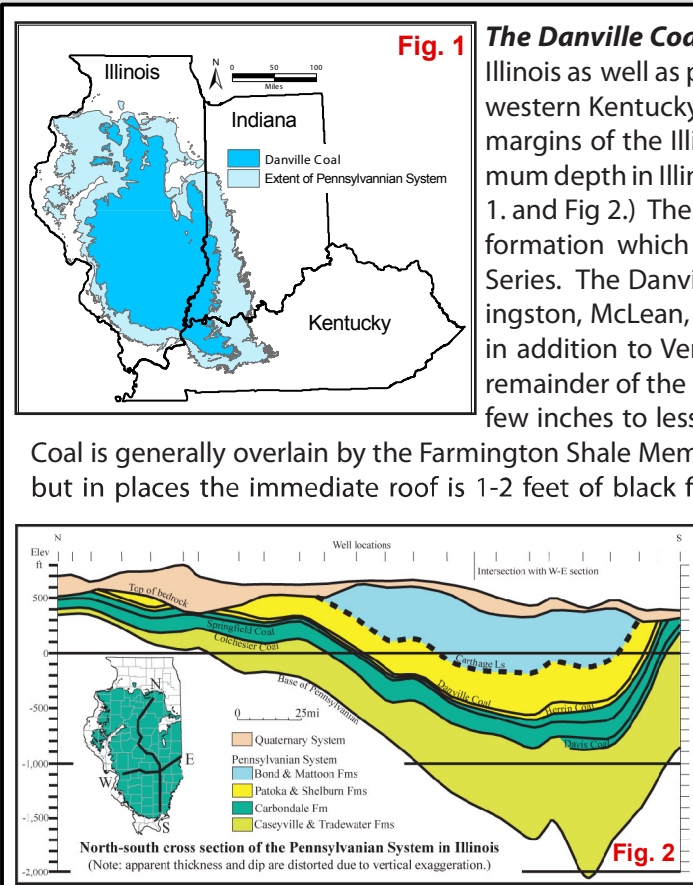 Fig. 1
Illinois
N
0 50 100
Miles
Indiana
Danville Coal
Extent of Pennsylvannian System
Kentucky
The Danville Coa
Illinois as well as p
western Kentucky
margins of the Illi
mum depth in Illin
1. and Fig 2.) The
formation which
Series. The Danvi
ingston, McLean,
in addition to Ver
remainder of the
few inches to less
Coal is generally overlain by the Farmington Shale Mem
but in places the immediate roof is 1-2 feet of black f
N
Well locations
S
Elev
ft
Intersection with W-E section
Top of bedrock
500
Springfield Coal
Colchester Coal
0
Carthage Ls
Base of Pennsylvanian
Danville Coal
Herrin Coal
-500
Davis Coal
N
0 25mi
Quaternary System
Pennsylvanian System
Bond & Mattoon Fms
-1,000
E
Patoka & Shelburn Fms
W
Carbondale Fm
-1,500
S
Caseyville & Tradewater Fms
North-south cross section of the Pennsylvanian System in Illinois
(Note: apparent thickness and dip are distorted due to vertical exaggeration.)
Fig. 2
-2,000